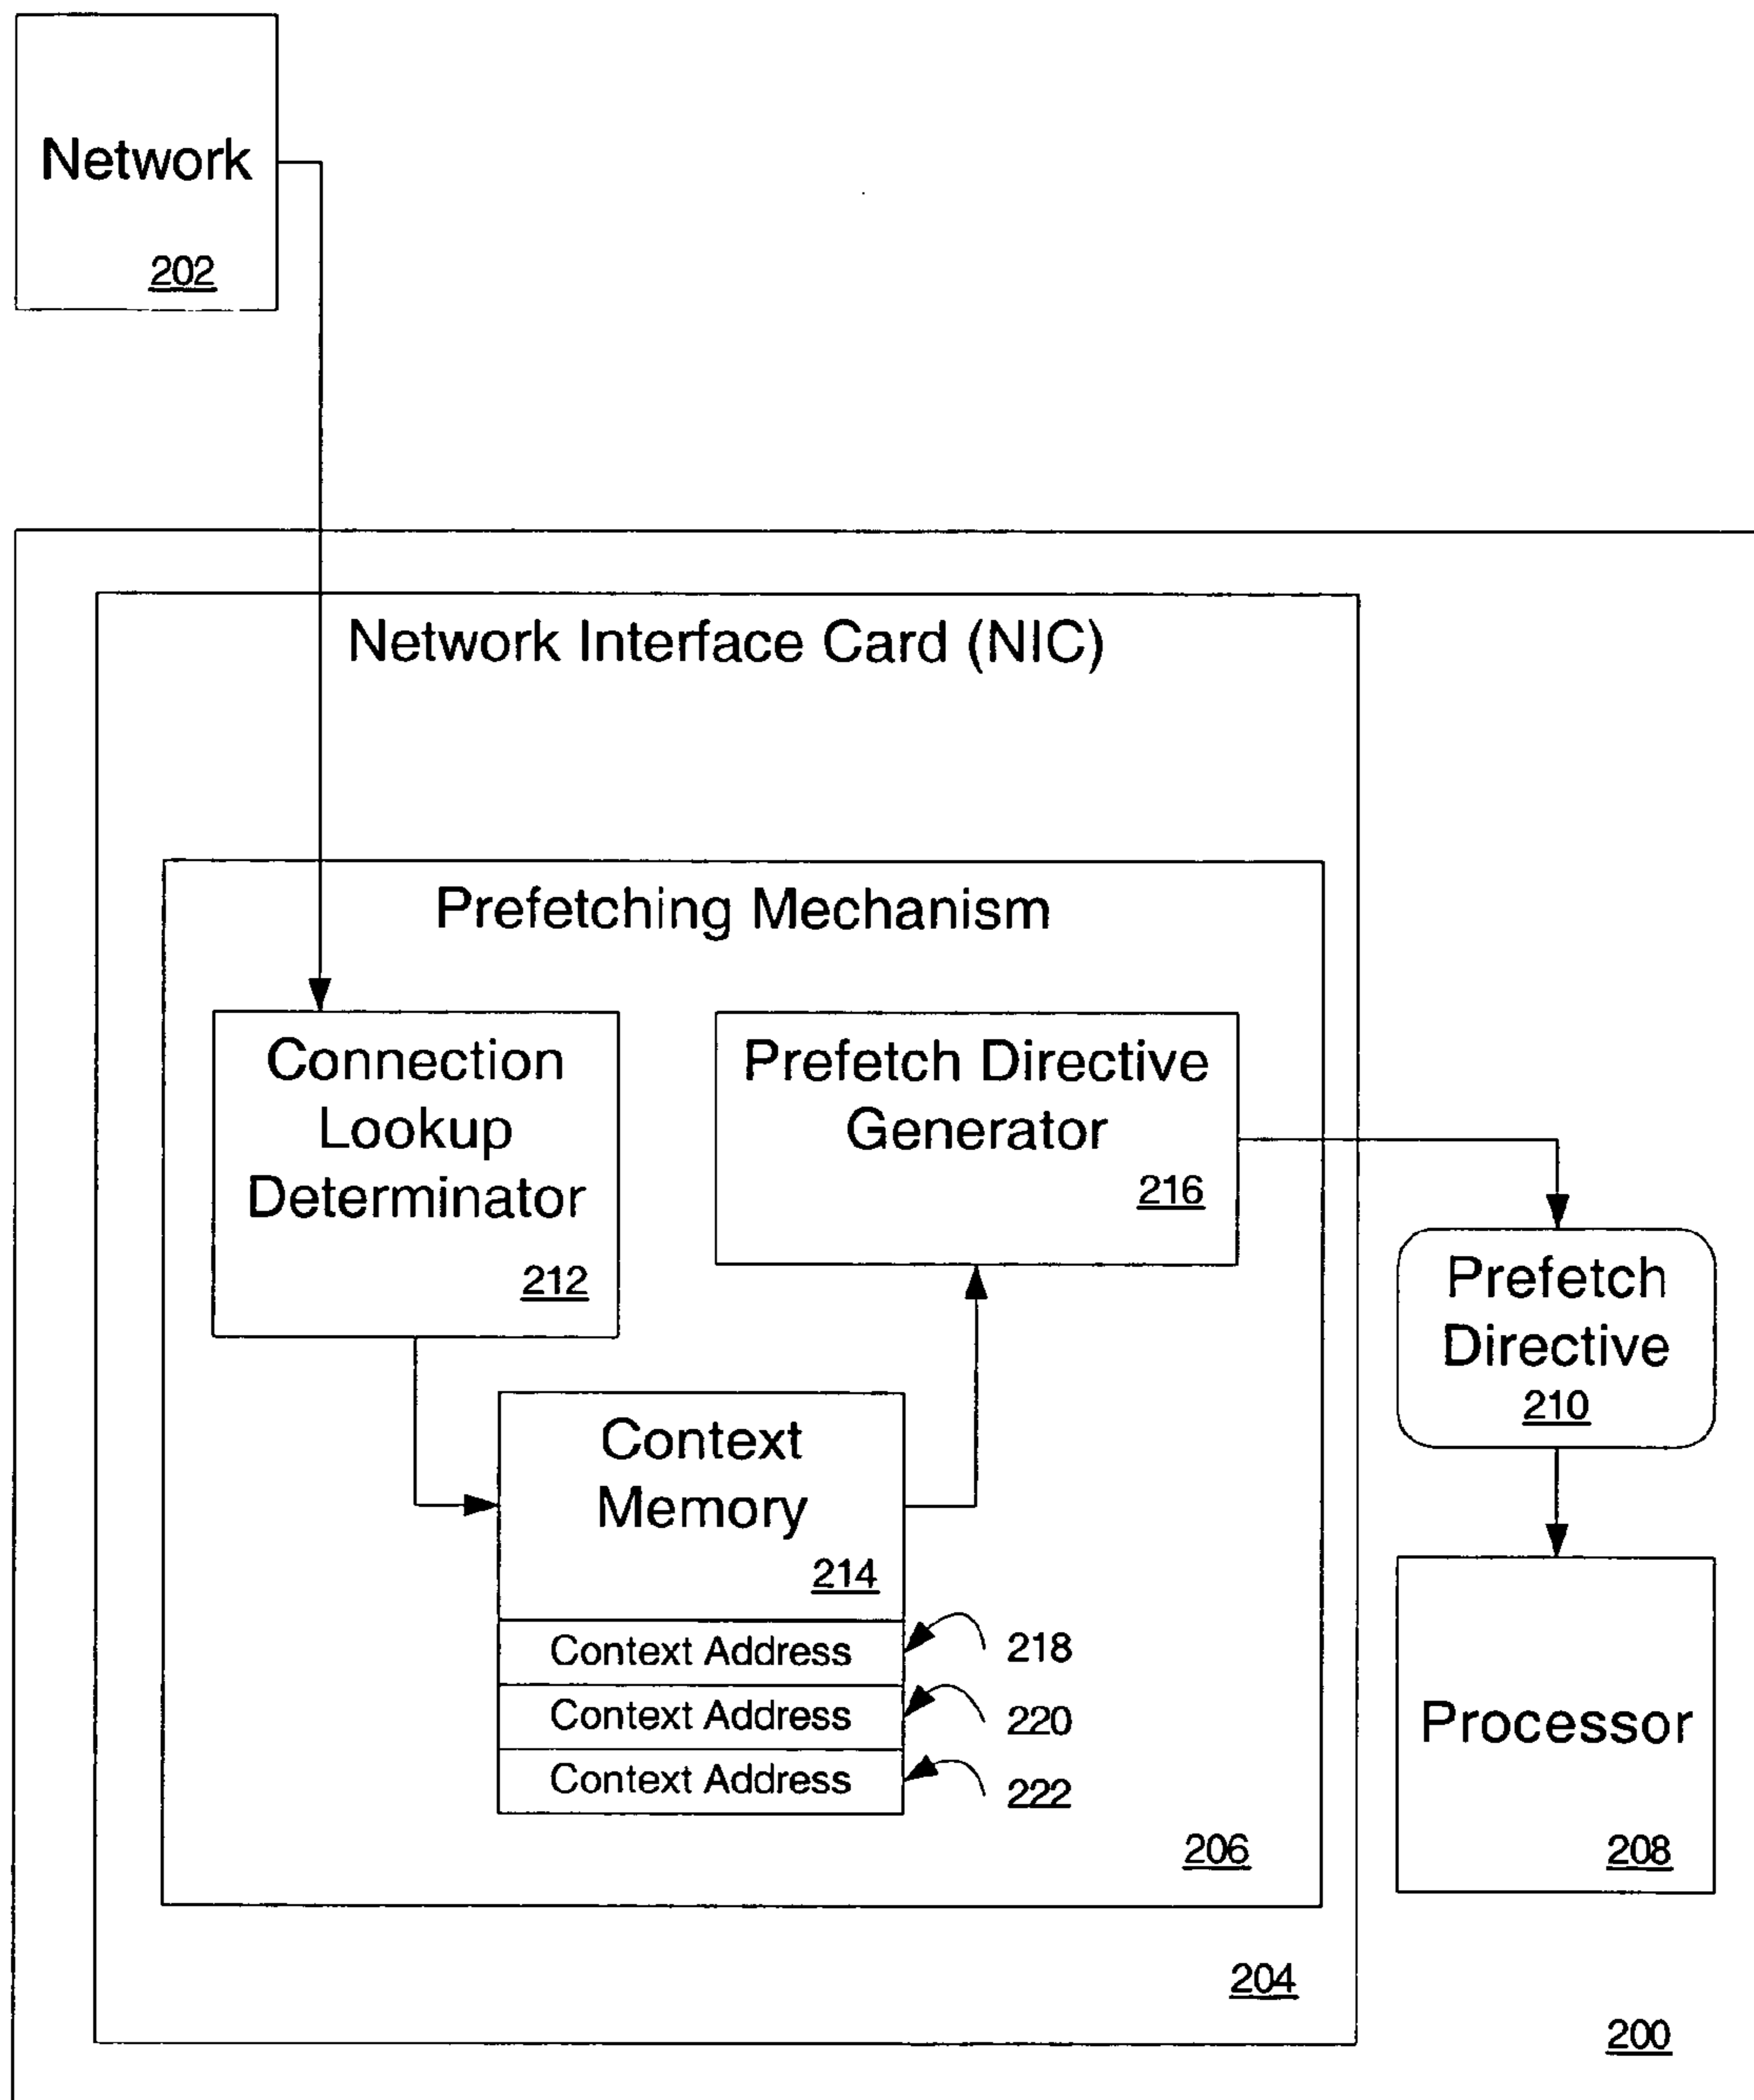 Network
202
Network Interface Card (NIC)
Prefetching Mechanism
Connection
Lookup
Determinator
212
Prefetch Directive
Generator
216
Prefetch
Directive
210
Context
Memory
214
Context Address
218
Context Address
220
Context Address
222
Processor
208
206
204
200